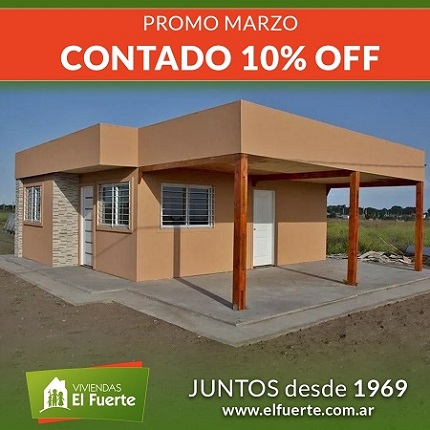 PROMO MARZO
CONTADO 10% OFF
VIVIENDAS
El Fuerte
JUNTOS desde 1969
www.elfuerte.com.ar